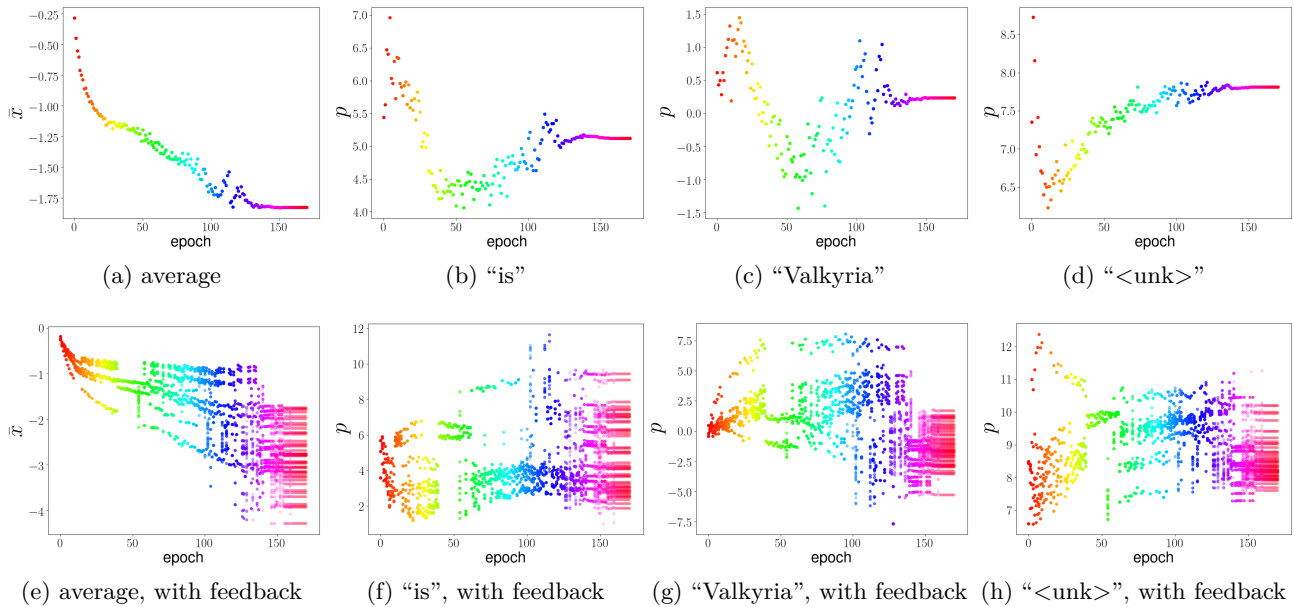 −0.25
−0.50
−0.75
−1.00
−1.25
−1.50
−1.75
x̄
0 50 100 150
epoch
(a) average
7.0
6.5
6.0
5.5
5.0
4.5
4.0
p
0 50 100 150
epoch
(b) “is”
1.5
1.0
0.5
0.0
−0.5
−1.0
−1.5
p
0 50 100 150
epoch
(c) “Valkyria”
8.5
8.0
7.5
7.0
6.5
p
0 50 100 150
epoch
(d) “<unk>”
0
−1
−2
−3
−4
x̄
0 50 100 150
epoch
(e) average, with feedback
12
10
8
6
4
2
p
0 50 100 150
epoch
(f) “is”, with feedback
7.5
5.0
2.5
0.0
−2.5
−5.0
−7.5
p
0 50 100 150
epoch
(g) “Valkyria”, with feedback
12
11
10
9
8
7
p
0 50 100 150
epoch
(h) “<unk>”, with feedback